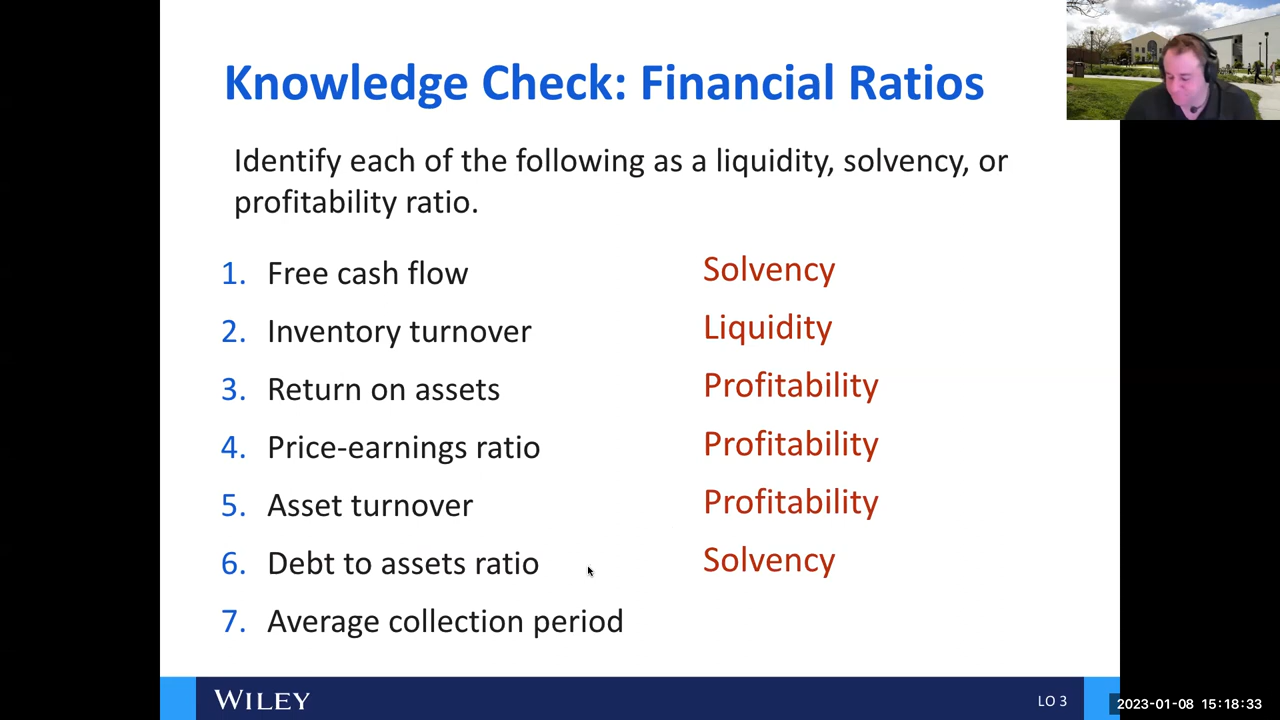 Knowledge Check: Financial Ratios
Identify each of the following as a liquidity, solvency, or
profitability ratio.
1. Free cash flow Solvency
2. Inventory turnover Liquidity
3. Return on assets Profitability
4. Price-earnings ratio Profitability
5. Asset turnover Profitability
6. Debt to assets ratio Solvency
7. Average collection period
WILEY LO 3
2023-01-08 15:18:33